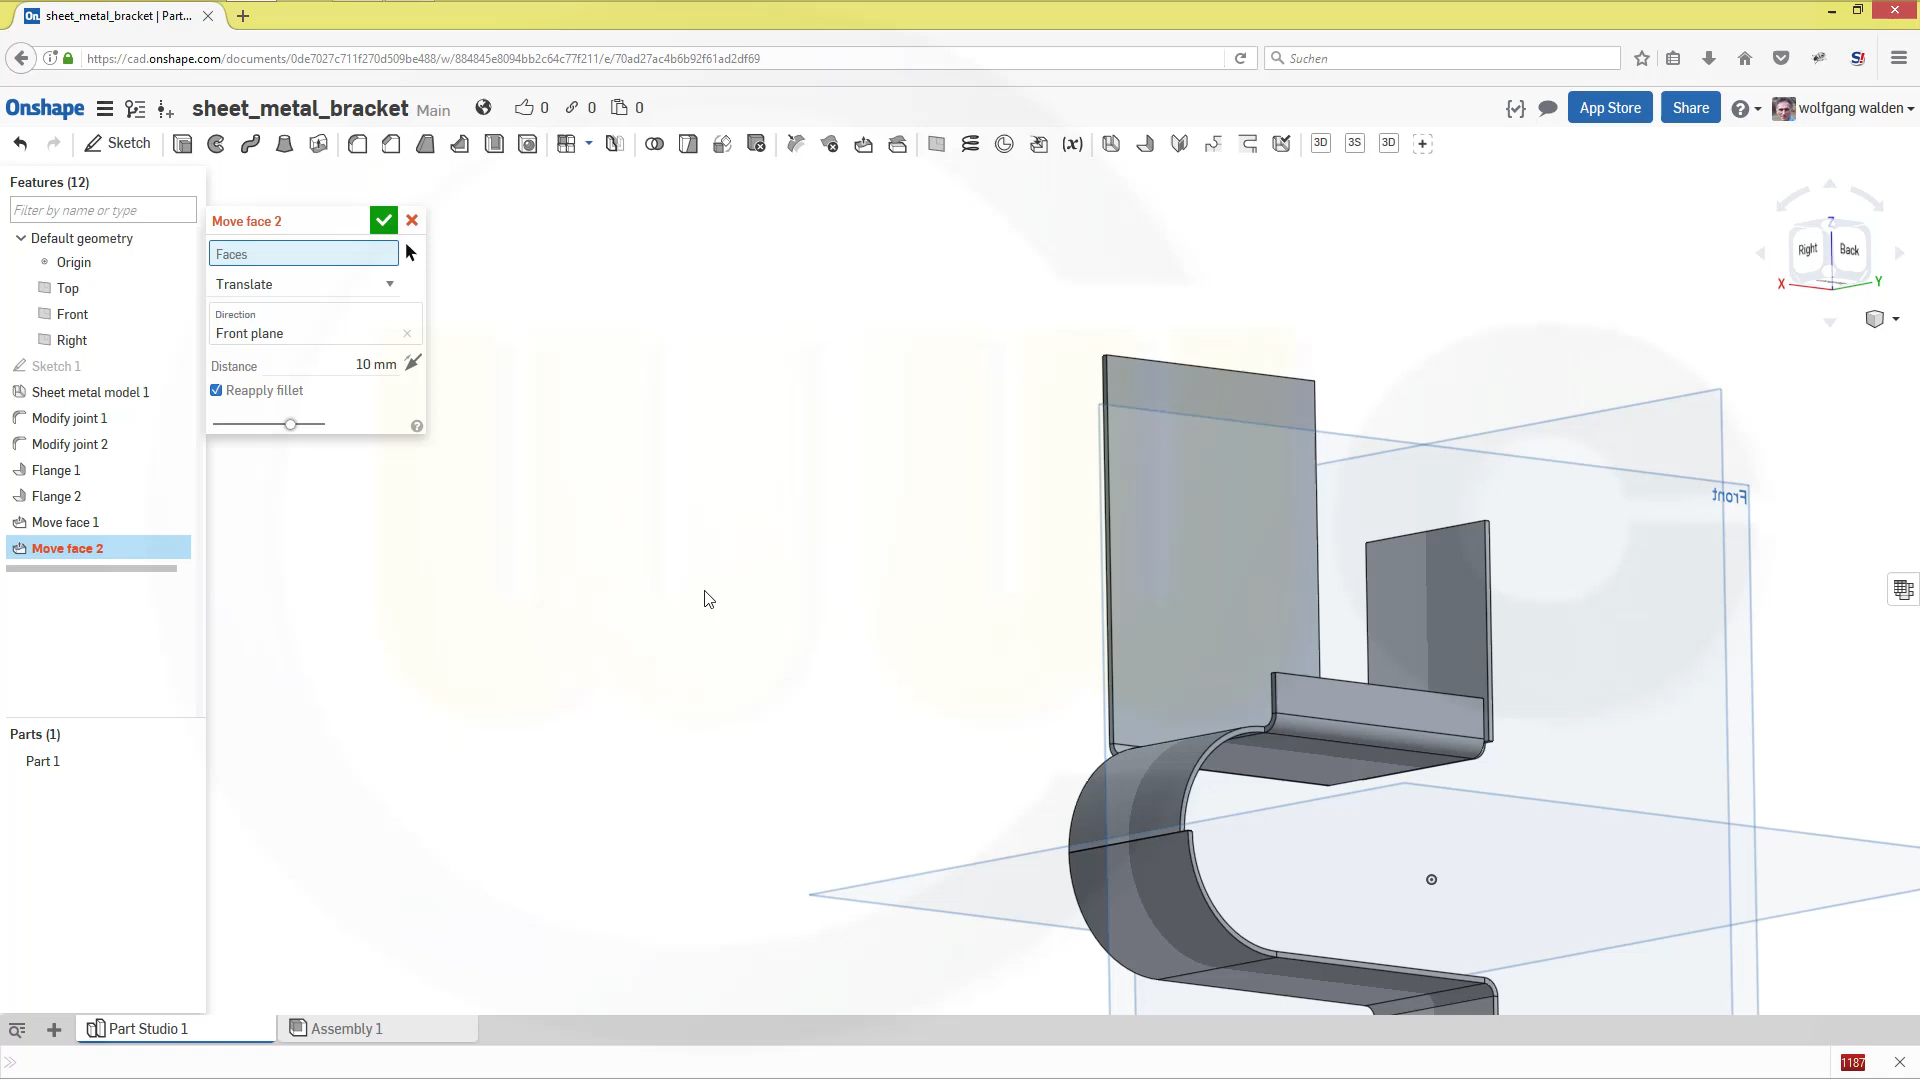 On sheet_metal_bracket | Part...
https://cad.onshape.com/documents/0de7027c711f270d509be488/w/884845e8094bb2c64c77f211/e/70ad27ac4b6b92f61ad2df69
Suchen
Onshape sheet_metal_bracket Main 0 0 0 App Store Share wolfgang walden
Sketch (x) 3D 3S 3D
Features (12)
Filter by name or type
Default geometry
Origin
Top
Front
Right
Sketch 1
Sheet metal model 1
Modify joint 1
Modify joint 2
Flange 1
Flange 2
Move face 1
Move face 2
Parts (1)
Part 1
Move face 2
Faces
Translate
Direction
Front plane
Distance 10 mm
Reapply fillet
Z
Right Back
X Y
Front
Part Studio 1 Assembly 1
1187